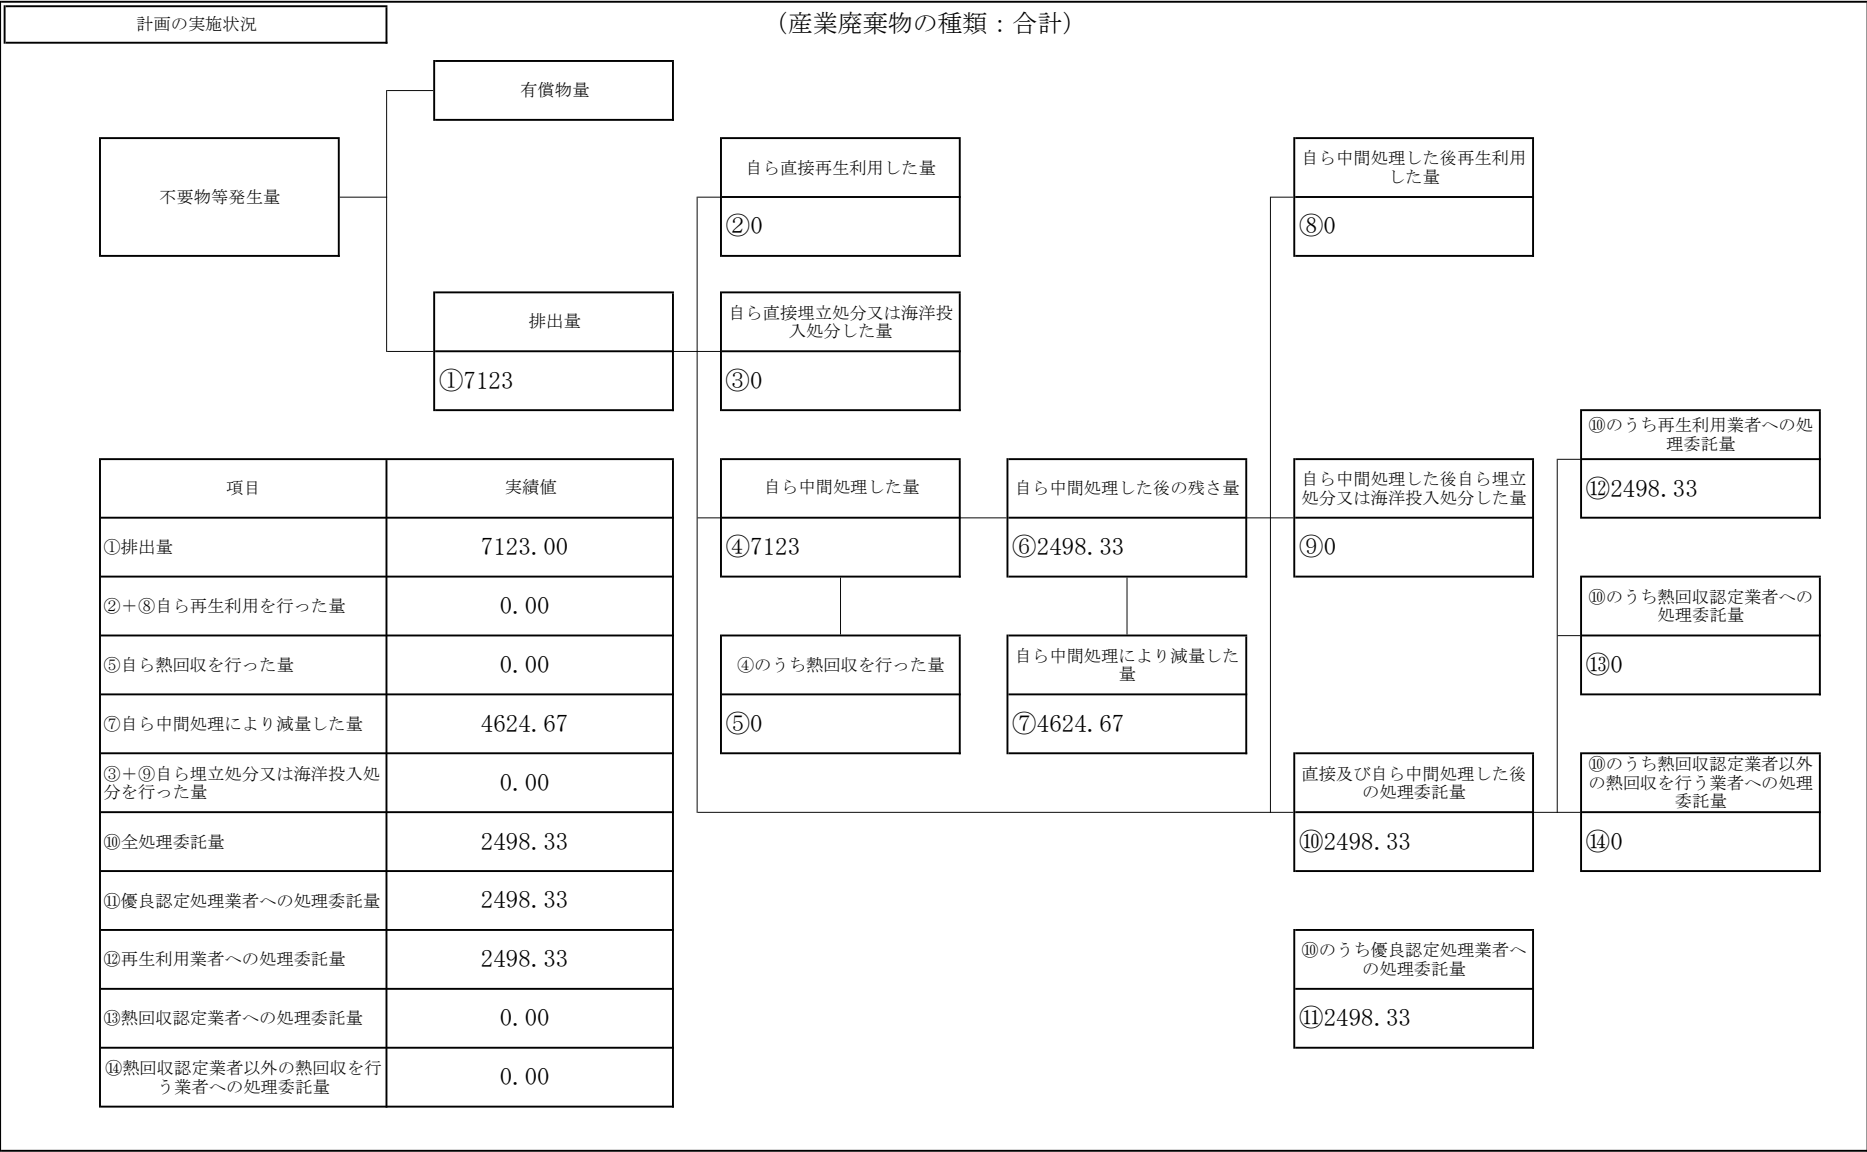 計画の実施状況
（産業廃棄物の種類：合計）
有償物量
不要物等発生量
自ら直接再生利用した量
②0
自ら中間処理した後再生利用
した量
⑧0
排出量
①7123
自ら直接埋立処分又は海洋投
入処分した量
③0
⑩のうち再生利用業者への処
理委託量
⑫2498.33
自ら中間処理した量
④7123
自ら中間処理した後の残さ量
⑥2498.33
自ら中間処理した後自ら埋立
処分又は海洋投入処分した量
⑨0
⑩のうち熱回収認定業者への
処理委託量
⑬0
④のうち熱回収を行った量
⑤0
自ら中間処理により減量した
量
⑦4624.67
直接及び自ら中間処理した後
の処理委託量
⑩2498.33
⑩のうち熱回収認定業者以外
の熱回収を行う業者への処理
委託量
⑭0
⑩のうち優良認定処理業者へ
の処理委託量
⑪2498.33
項目 実績値
①排出量 7123.00
②＋⑧自ら再生利用を行った量 0.00
⑤自ら熱回収を行った量 0.00
⑦自ら中間処理により減量した量 4624.67
③＋⑨自ら埋立処分又は海洋投入処
分を行った量 0.00
⑩全処理委託量 2498.33
⑪優良認定処理業者への処理委託量 2498.33
⑫再生利用業者への処理委託量 2498.33
⑬熱回収認定業者への処理委託量 0.00
⑭熱回収認定業者以外の熱回収を行
う業者への処理委託量 0.00